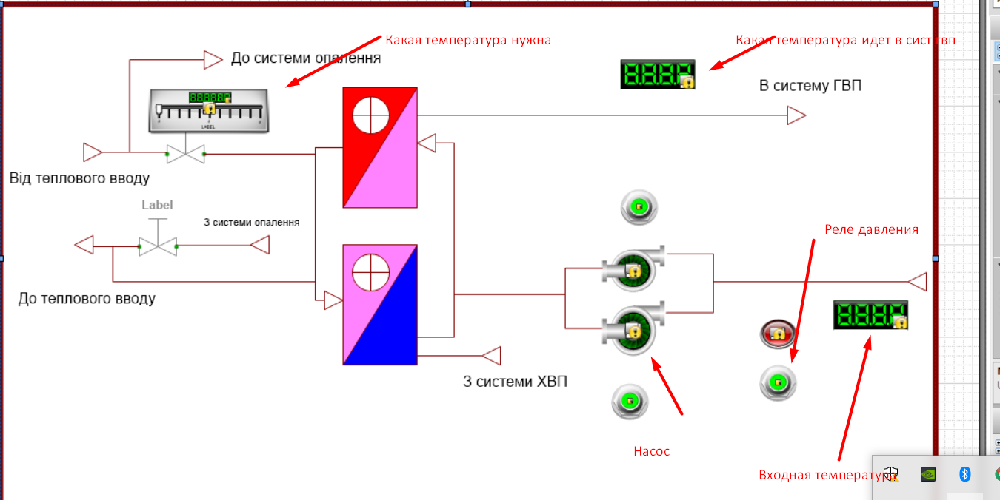 Какая температура нужна
Какая температура идет в сист гвп
До системи опалення
В систему ГВП
LABEL
Від теплового вводу
Label
З системи опалення
Реле давления
До теплового вводу
З системи ХВП
Насос
Входная температура